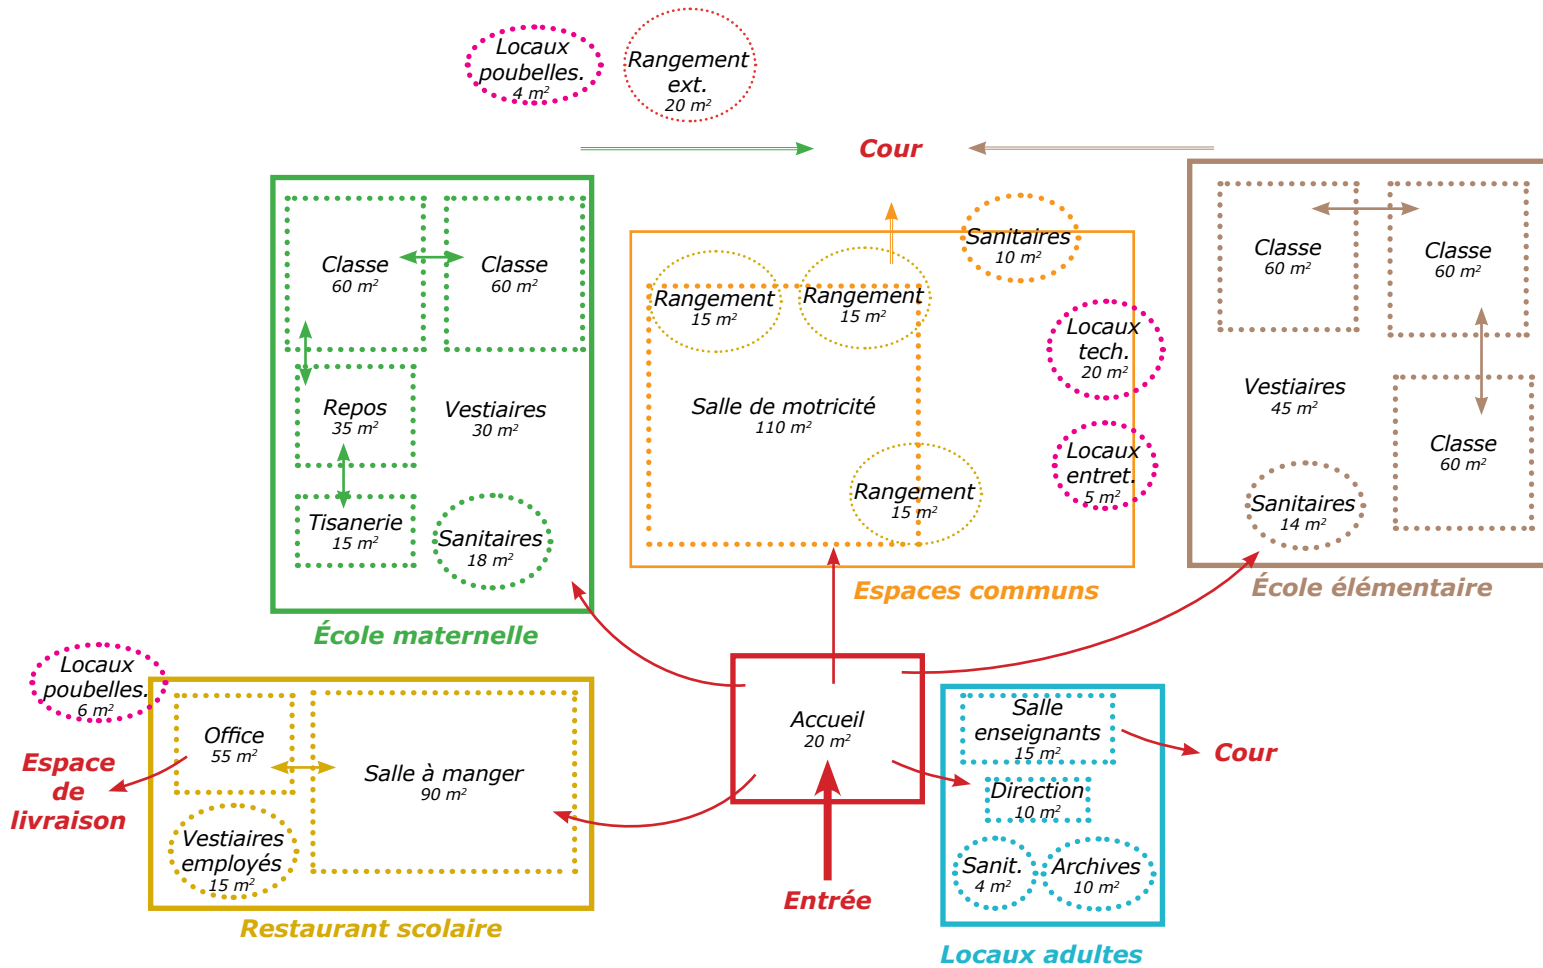 Locaux
poubelles.
4 m²
Rangement
ext.
20 m²
Cour
Classe
60 m²
Classe
60 m²
Repos
35 m²
Vestiaires
30 m²
Tisanerie
15 m²
Sanitaires
18 m²
École maternelle
Sanitaires
10 m²
Rangement
15 m²
Rangement
15 m²
Locaux
tech.
20 m²
Salle de motricité
110 m²
Locaux
entret.
5 m²
Rangement
15 m²
Espaces communs
Classe
60 m²
Classe
60 m²
Vestiaires
45 m²
Classe
60 m²
Sanitaires
14 m²
École élémentaire
Locaux
poubelles.
6 m²
Office
55 m²
Salle à manger
90 m²
Espace
de
livraison
Vestiaires
employés
15 m²
Restaurant scolaire
Accueil
20 m²
Entrée
Salle
enseignants
15 m²
Cour
Direction
10 m²
Sanit.
4 m²
Archives
10 m²
Locaux adultes